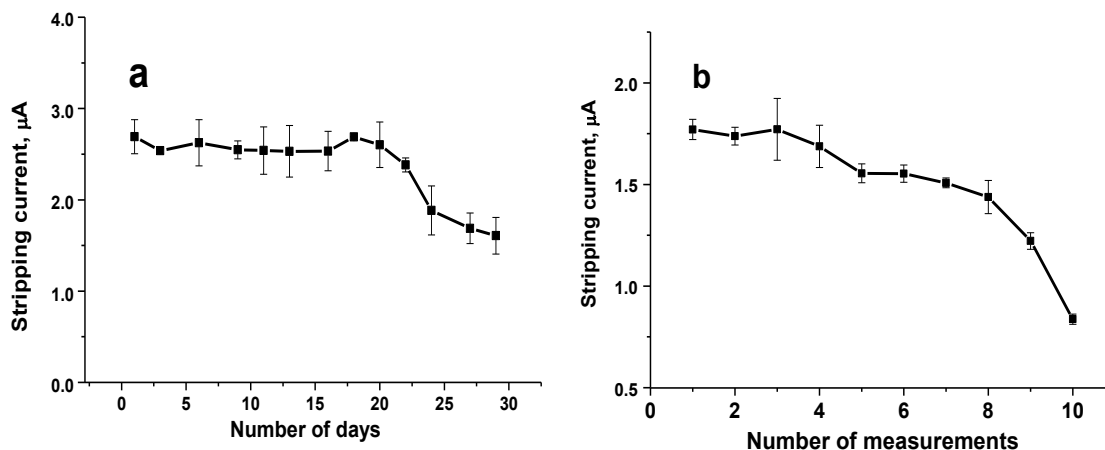 a
4.0
3.0
2.0
1.0
0.0
Stripping current, µA
0 5 10 15 20 25 30
Number of days
b
2.0
1.5
1.0
0.5
Stripping current, µA
0 2 4 6 8 10
Number of measurements